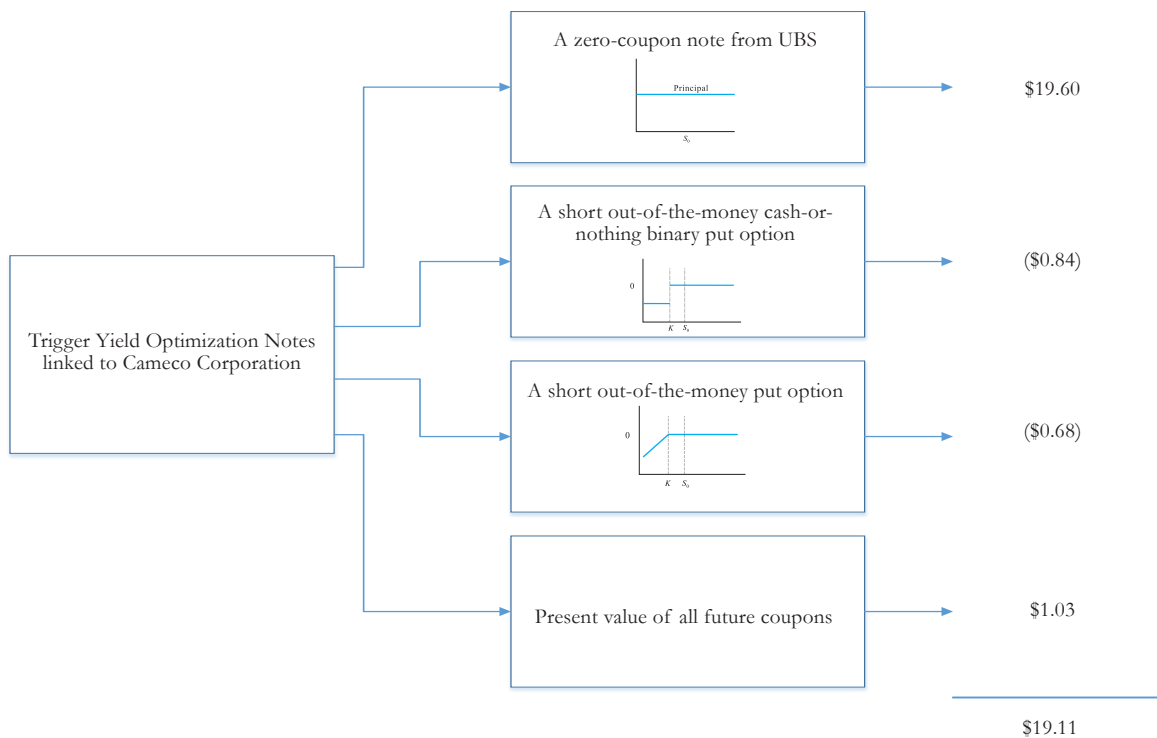 A zero-coupon note from UBS
Principal
S0
$19.60
A short out-of-the-money cash-or-
nothing binary put option
0
K
S0
($0.84)
Trigger Yield Optimization Notes
linked to Cameco Corporation
A short out-of-the-money put option
0
K
S0
($0.68)
Present value of all future coupons
$1.03
$19.11